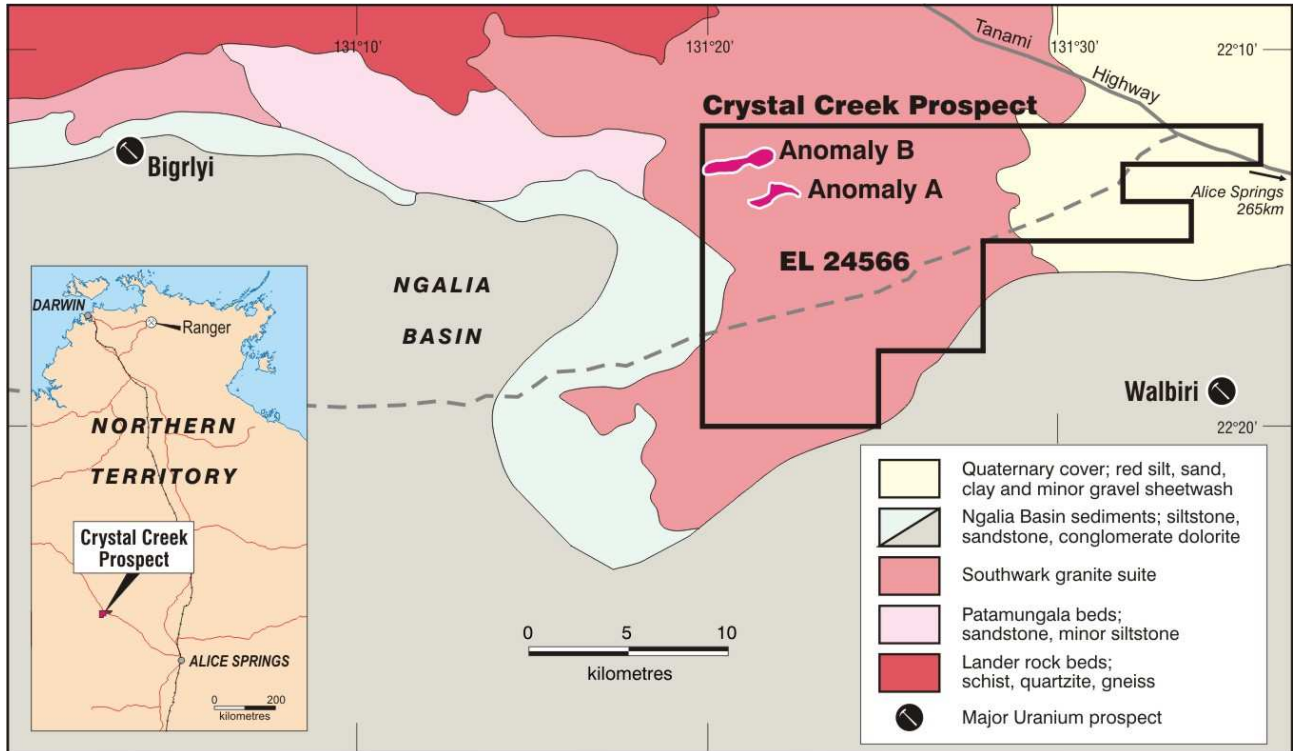 131°10'
131°20'
131°30'
22°10'
Tanami
Highway
Crystal Creek Prospect
Anomaly B
Anomaly A
Bigrlyi
Alice Springs
265km
EL 24566
NGALIA
BASIN
Walbiri
22°20'
DARWIN
Ranger
NORTHERN
TERRITORY
Crystal Creek
Prospect
ALICE SPRINGS
0 200
kilometres
0 5 10
kilometres
Quaternary cover; red silt, sand,
clay and minor gravel sheetwash
Ngalia Basin sediments; siltstone,
sandstone, conglomerate dolorite
Southwark granite suite
Patamungala beds;
sandstone, minor siltstone
Lander rock beds;
schist, quartzite, gneiss
Major Uranium prospect